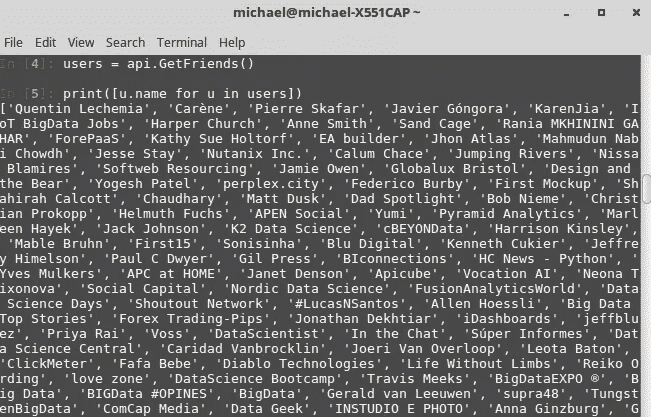 michael@michael-X551CAP ~
File Edit View Search Terminal Help
In [4]: users = api.GetFriends()
In [5]: print([u.name for u in users])
['Quentin Lechemia', 'Carène', 'Pierre Skafar', 'Javier Góngora', 'KarenJia', 'I
oT BigData Jobs', 'Harper Church', 'Anne Smith', 'Sand Cage', 'Rania MKHININI GA
HAR', 'ForePaaS', 'Kathy Sue Holtorf', 'EA builder', 'Jhon Atlas', 'Mahmudun Nab
i Chowdh', 'Jesse Stay', 'Nutanix Inc.', 'Calum Chace', 'Jumping Rivers', 'Nissa
 Blamires', 'Softweb Resourcing', 'Jamie Owen', 'Globalux Bristol', 'Design and
the Bear', 'Yogesh Patel', 'perplex.city', 'Federico Burby', 'First Mockup', 'Sh
ahirah Calcott', 'Chaudhary', 'Matt Dusk', 'Dad Spotlight', 'Bob Nieme', 'Christ
ian Prokopp', 'Helmuth Fuchs', 'APEN Social', 'Yumi', 'Pyramid Analytics', 'Marl
een Hayek', 'Jack Johnson', 'K2 Data Science', 'cBEYONData', 'Harrison Kinsley',
 'Mable Bruhn', 'First15', 'Sonisinha', 'Blu Digital', 'Kenneth Cukier', 'Jeffre
y Himelson', 'Paul C Dwyer', 'Gil Press', 'BIconnections', 'HC News - Python', '
Yves Mulkers', 'APC at HOME', 'Janet Denson', 'Apicube', 'Vocation AI', 'Neona T
ixonova', 'Social Capital', 'Nordic Data Science', 'FusionAnalyticsWorld', 'Data
 Science Days', 'Shoutout Network', '#LucasNSantos', 'Allen Hoessli', 'Big Data
Top Stories', 'Forex Trading-Pips', 'Jonathan Dekhtiar', 'iDashboards', 'jeffblu
ez', 'Priya Rai', 'Voss', 'DataScientist', 'In the Chat', 'Súper Informes', 'Dat
a Science Central', 'Caridad Vanbrocklin', 'Joeri Van Overloop', 'Leota Baton',
'ClickMeter', 'Fafa Bebe', 'Diablo Technologies', 'Life Without Limbs', 'Reiko O
rding', 'love zone', 'DataScience Bootcamp', 'Travis Meeks', 'BigDataEXPO ®', 'B
ig Data', 'BIGData #OPINES', 'BigData', 'Gerald van Leeuwen', 'supra48', 'Tungst
enBigData', 'ComCap Media', 'Data Geek', 'INSTUDIO E PHOTO', 'Anna Ginzburg', 'G